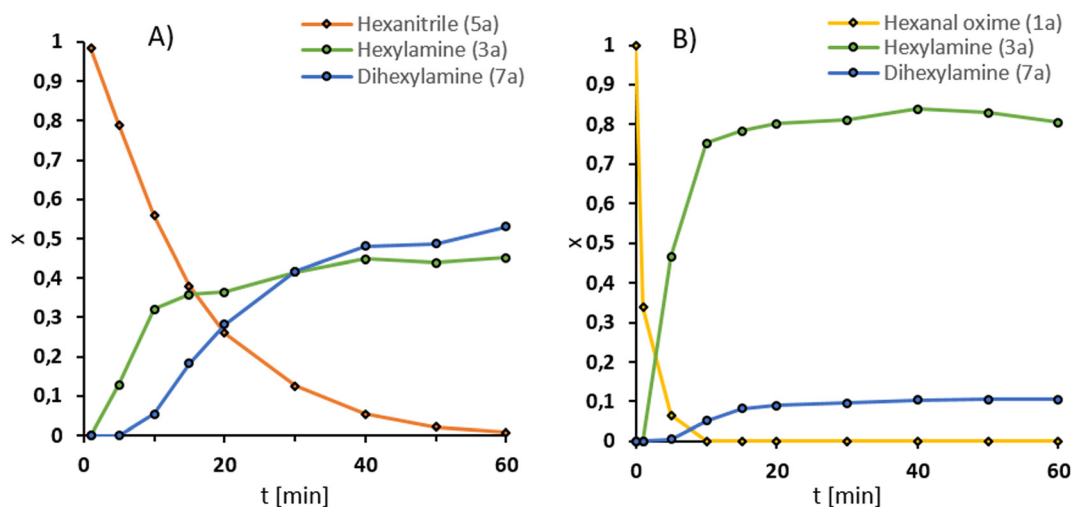 A)
Hexanitrile (5a)
Hexylamine (3a)
Dihexylamine (7a)
1
0,9
0,8
0,7
0,6
0,5
0,4
0,3
0,2
0,1
0
x
0 20 40 60
t [min]
B)
Hexanal oxime (1a)
Hexylamine (3a)
Dihexylamine (7a)
1
0,9
0,8
0,7
0,6
0,5
0,4
0,3
0,2
0,1
0
x
0 20 40 60
t [min]